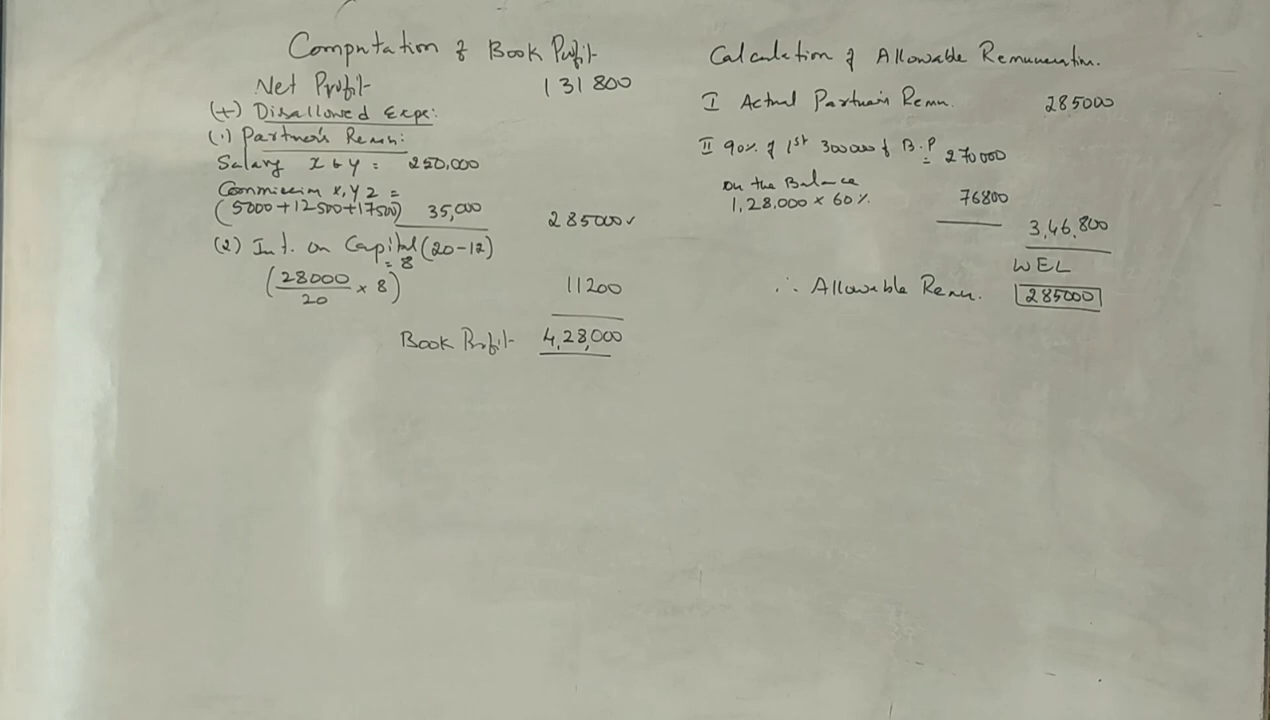 Computation of Book Profit
Net Profit 131800
(+) Disallowed Expe:
(1) Partner's Remn:
Salary X & Y = 250,000
Commission X, Y Z =
(5000+12500+17500) 35,000 285000✓
(2) Int. on Capital (20-12)
= 8
(28000/20 × 8) 11200
Book Profit 4,28,000
Calculation of Allowable Remuneration.
I Actual Partner's Remn. 285000
II 90% of 1st 300000 of B.P = 270000
On the Balance
1,28,000 × 60% 76800
3,46,800
WEL
∴ Allowable Remn. 285000